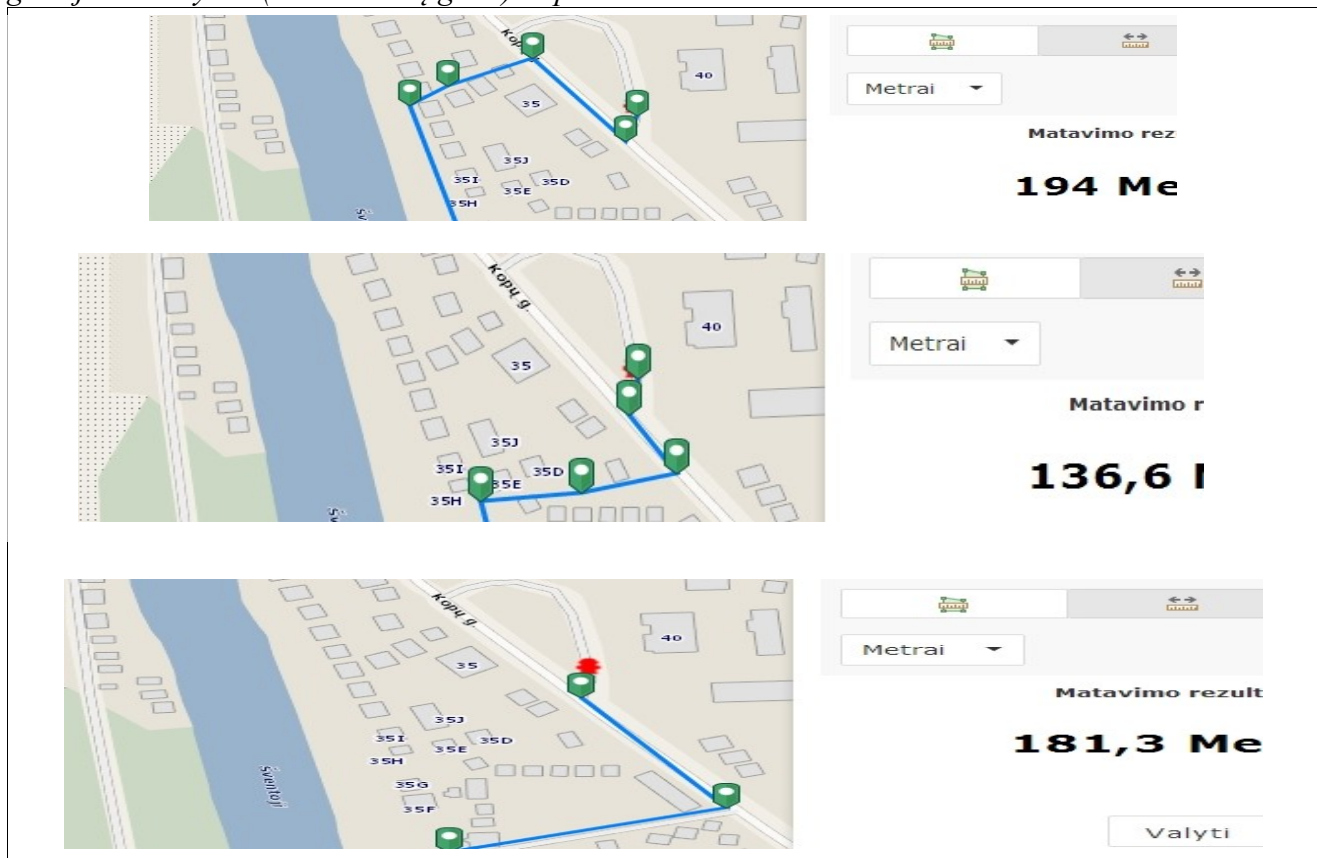 Kopų
40
35
35J
35I
35D
35E
35H
Metrai
Matavimo rez
194 Me
Kopų g.
40
35
35J
35I
35D
35E
35H
Metrai
Matavimo r
136,6
Kopų g.
40
35
35J
35I
35D
35E
35H
35G
35F
Šventoji
Metrai
Matavimo rezult
181,3 Me
Valyti